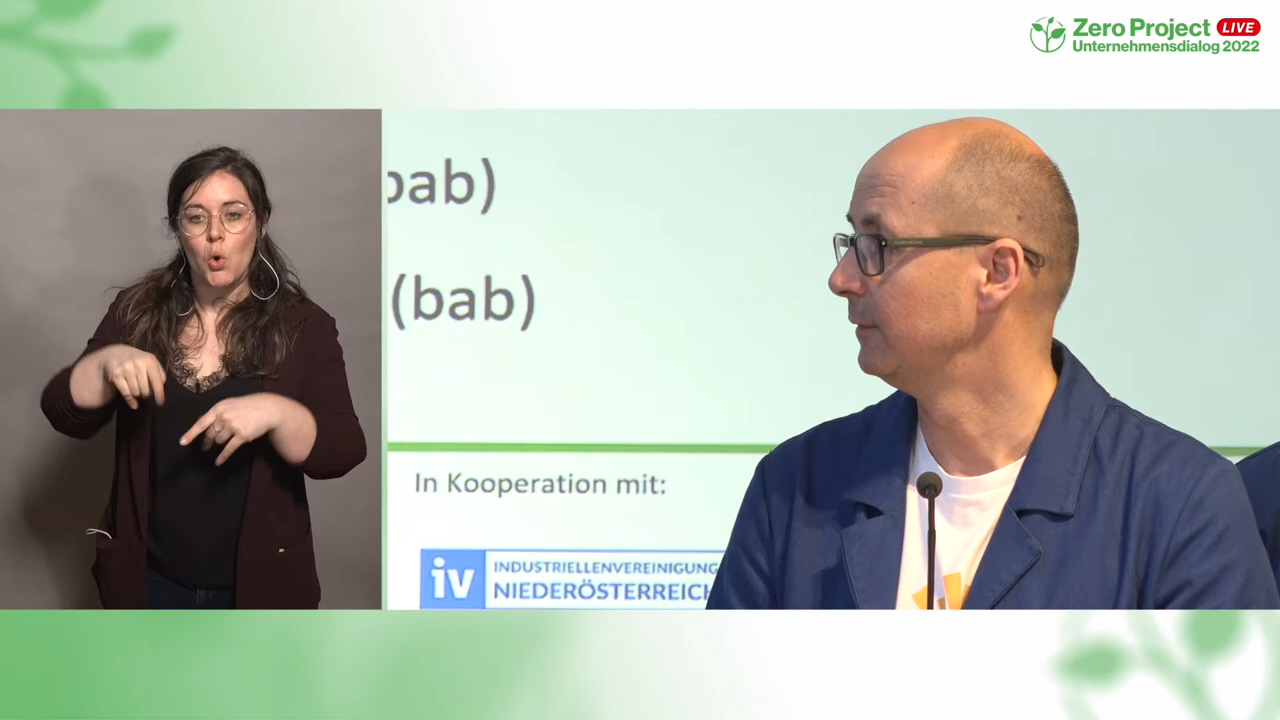 Zero Project LIVE
Unternehmensdialog 2022
bab)
(bab)
In Kooperation mit:
iv INDUSTRIELLENVEREINIGUNG
NIEDERÖSTERREICH